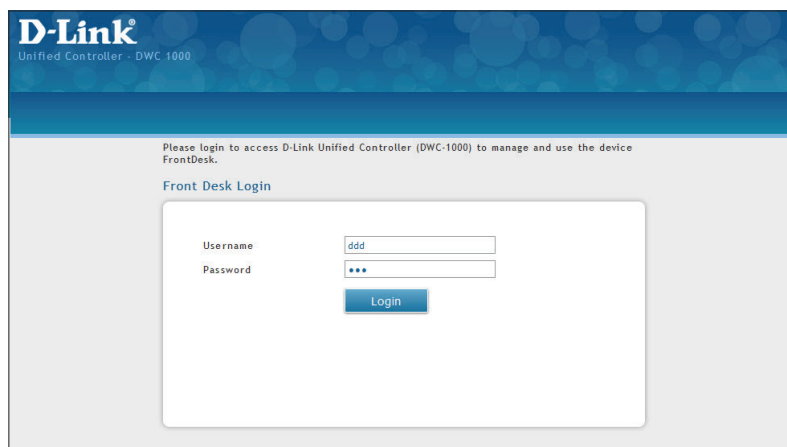 D-Link
Unified Controller - DWC 1000
Please login to access D-Link Unified Controller (DWC-1000) to manage and use the device
FrontDesk.
Front Desk Login
Username ddd
Password •••
Login